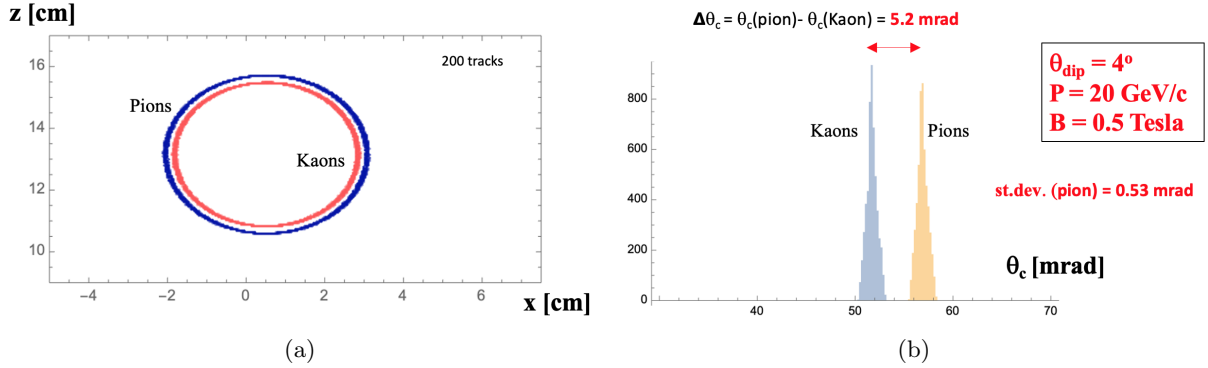 z [cm]
16
14
12
10
200 tracks
Pions
Kaons
−4
−2
0
2
4
6
x [cm]
(a)
Δθc = θc(pion)- θc(Kaon) = 5.2 mrad
800
600
400
200
0
Kaons
Pions
40
50
60
70
θdip = 4o
P = 20 GeV/c
B = 0.5 Tesla
st.dev. (pion) = 0.53 mrad
θc [mrad]
(b)